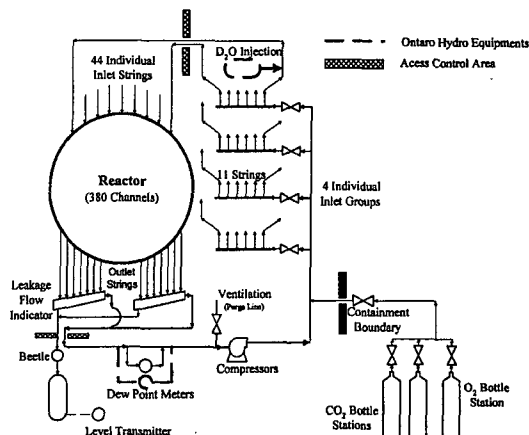 D₂O Injection
Ontaro Hydro Equipments
Acess Control Area
44 Individual
Inlet Strings
Reactor
(380 Channels)
11 Strings
4 Individual
Inlet Groups
Outlet
Strings
Leakage
Flow
Indicator
Ventilation
(Purge Line)
Containment
Boundary
Beetle
Compressors
Dew Point Meters
O₂ Bottle
Station
CO₂ Bottle
Stations
Level Transmitter